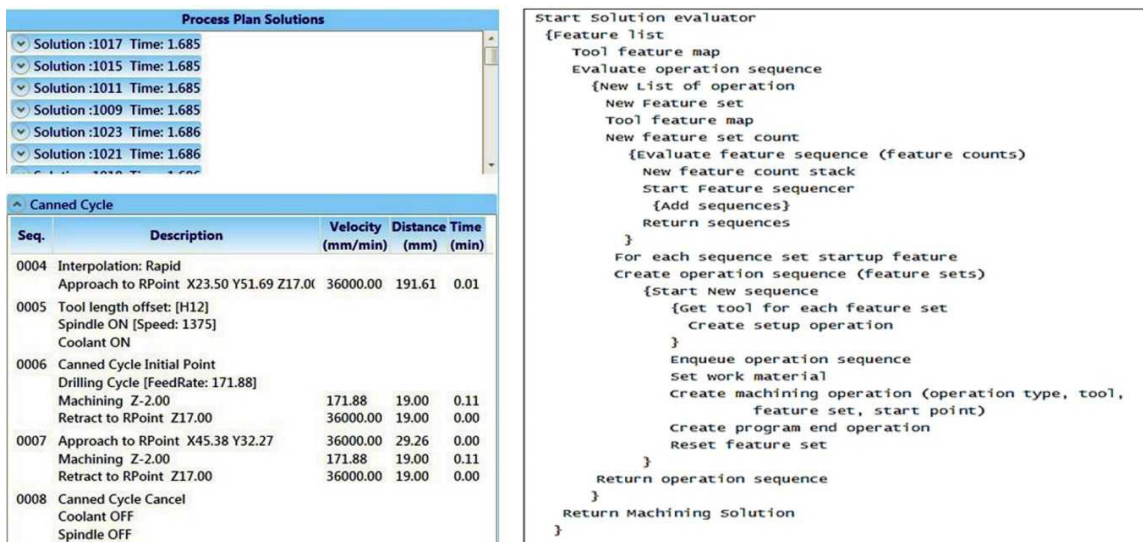 Process Plan Solutions
Solution :1017 Time: 1.685
Solution :1015 Time: 1.685
Solution :1011 Time: 1.685
Solution :1009 Time: 1.685
Solution :1023 Time: 1.686
Solution :1021 Time: 1.686
Canned Cycle
Seq. Description Velocity (mm/min) Distance (mm) Time (min)
0004 Interpolation: Rapid
Approach to RPoint X23.50 Y51.69 Z17.0 36000.00 191.61 0.01
0005 Tool length offset: [H12]
Spindle ON [Speed: 1375]
Coolant ON
0006 Canned Cycle Initial Point
Drilling Cycle [FeedRate: 171.88]
Machining Z-2.00 171.88 19.00 0.11
Retract to RPoint Z17.00 36000.00 19.00 0.00
0007 Approach to RPoint X45.38 Y32.27 36000.00 29.26 0.00
Machining Z-2.00 171.88 19.00 0.11
Retract to RPoint Z17.00 36000.00 19.00 0.00
0008 Canned Cycle Cancel
Coolant OFF
Spindle OFF
Start Solution evaluator
{Feature list
Tool feature map
Evaluate operation sequence
{New List of operation
New Feature set
Tool feature map
New feature set count
{Evaluate feature sequence (feature counts)
New feature count stack
Start Feature sequencer
{Add sequences}
Return sequences
}
For each sequence set startup feature
Create operation sequence (feature sets)
{Start New sequence
{Get tool for each feature set
Create setup operation
}
Enqueue operation sequence
Set work material
Create machining operation (operation type, tool,
feature set, start point)
Create program end operation
Reset feature set
}
Return operation sequence
}
Return Machining Solution
}